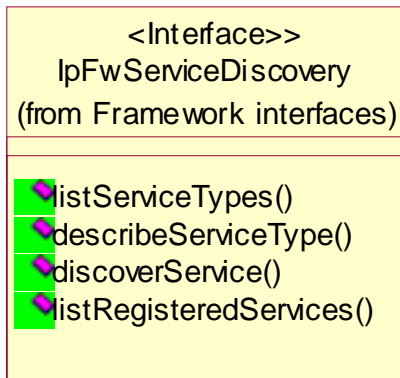 <Interface>>
IpFwServiceDiscovery
(from Framework interfaces)
listServiceTypes()
describeServiceType()
discoverService()
listRegisteredServices()